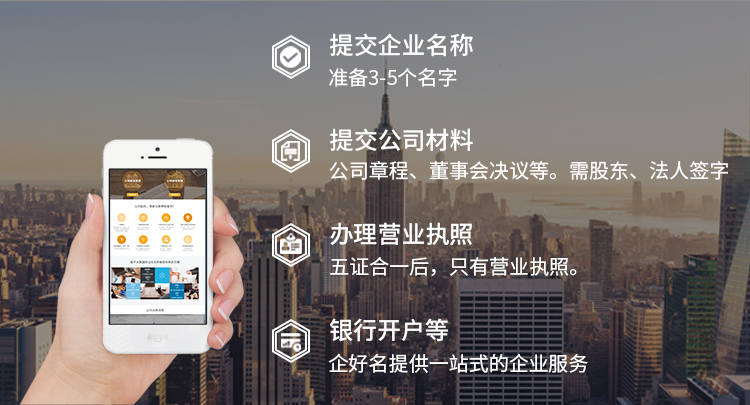 提交企业名称
准备3-5个名字
提交公司材料
公司章程、董事会决议等。需股东、法人签字
办理营业执照
五证合一后，只有营业执照。
银行开户等
企好名提供一站式的企业服务